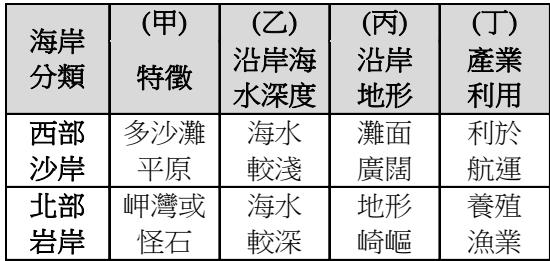 海岸分類 (甲)特徵 (乙)沿岸海水深度 (丙)沿岸地形 (丁)產業利用
西部沙岸 多沙灘平原 海水較淺 灘面廣闊 利於航運
北部岩岸 岬灣或怪石 海水較深 地形崎嶇 養殖漁業